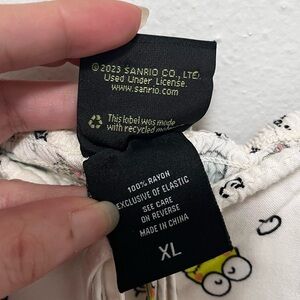 © 2023 SANRIO CO., LTD.
Used Under License.
www.sanrio.com
This label was made
with recycled
100% RAYON
EXCLUSIVE OF ELASTIC
SEE CARE
ON REVERSE
MADE IN CHINA
XL